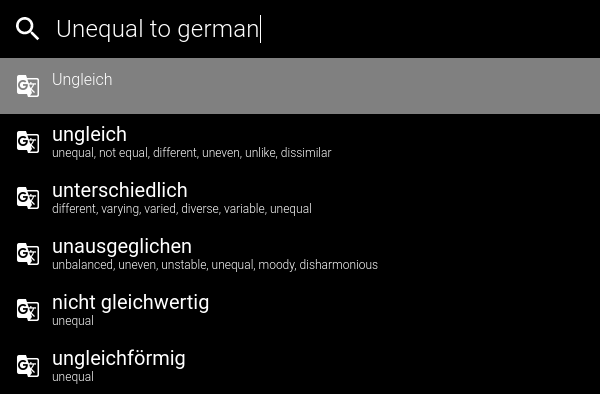 Unequal to german
Ungleich
ungleich
unequal, not equal, different, uneven, unlike, dissimilar
unterschiedlich
different, varying, varied, diverse, variable, unequal
unausgeglichen
unbalanced, uneven, unstable, unequal, moody, disharmonious
nicht gleichwertig
unequal
ungleichförmig
unequal